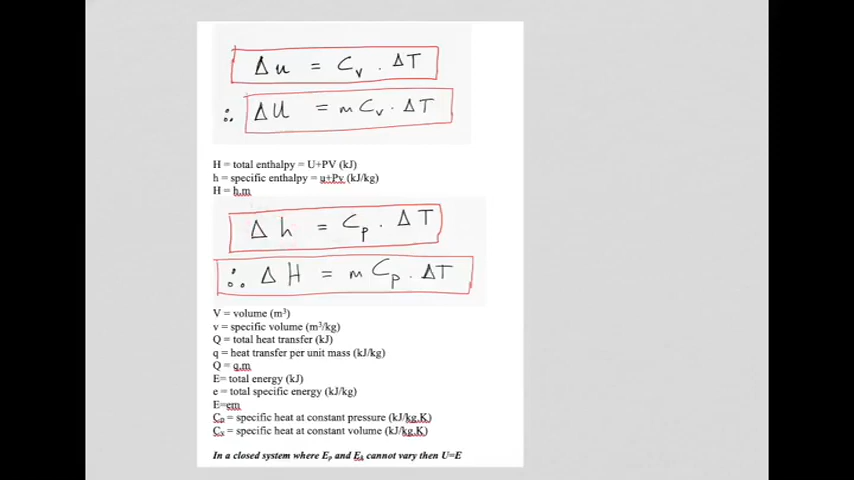 Δu = Cv . ΔT
∴ ΔU = m Cv . ΔT
H = total enthalpy = U+PV (kJ)
h = specific enthalpy = u+Pv (kJ/kg)
H = h.m
Δh = Cp . ΔT
∴ ΔH = m Cp . ΔT
V = volume (m³)
v = specific volume (m³/kg)
Q = total heat transfer (kJ)
q = heat transfer per unit mass (kJ/kg)
Q = q.m
E= total energy (kJ)
e = total specific energy (kJ/kg)
E=em
Cp = specific heat at constant pressure (kJ/kg.K)
Cv = specific heat at constant volume (kJ/kg.K)
In a closed system where Ep and Ek cannot vary then U=E